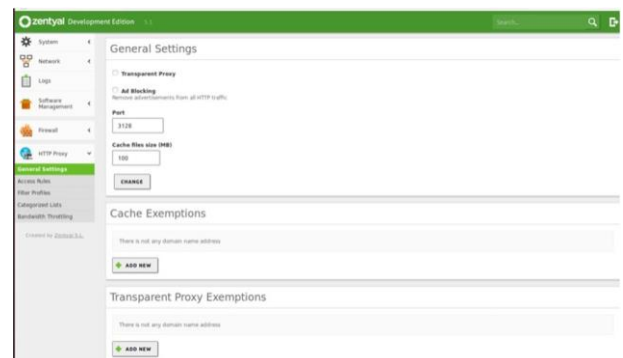 zentyal Development Edition 5.1
Search...
System
Network
Logs
Software
Management
Firewall
HTTP Proxy
General Settings
Access Rules
Filter Profiles
Categorized Lists
Bandwidth Throttling
Created by Zentyal S.L.
General Settings
Transparent Proxy
Ad Blocking
Remove advertisements from all HTTP traffic
Port
3128
Cache files size (MB)
100
CHANGE
Cache Exemptions
There is not any domain name address
ADD NEW
Transparent Proxy Exemptions
There is not any domain name address
ADD NEW